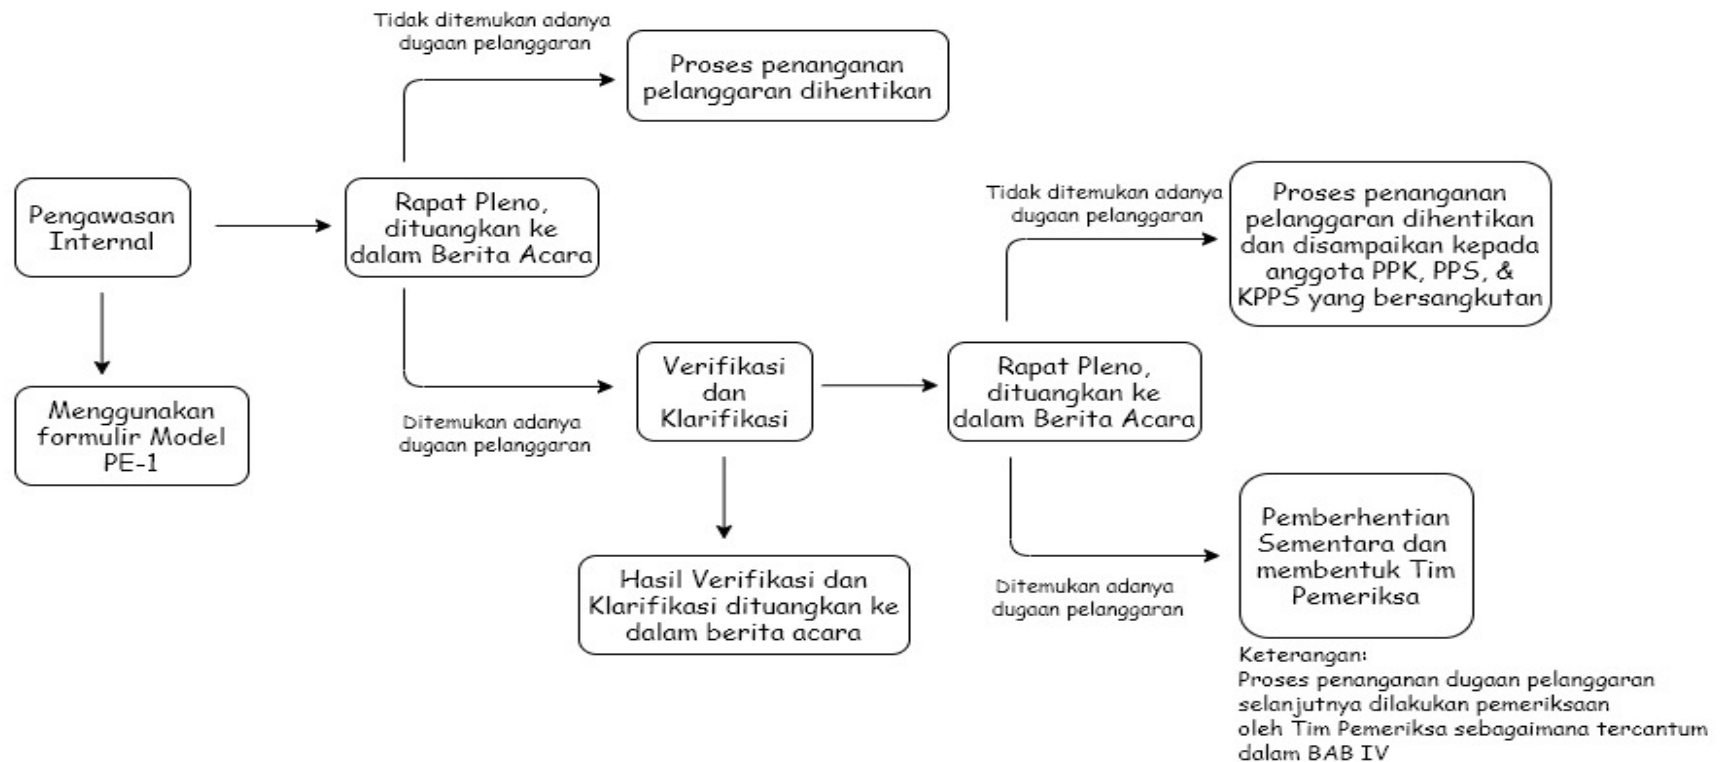 Tidak ditemukan adanya
dugaan pelanggaran
Proses penanganan
pelanggaran dihentikan
Pengawasan
Internal
Rapat Pleno,
dituangkan ke
dalam Berita Acara
Tidak ditemukan adanya
dugaan pelanggaran
Proses penanganan
pelanggaran dihentikan
dan disampaikan kepada
anggota PPK, PPS, &
KPPS yang bersangkutan
Menggunakan
formulir Model
PE-1
Ditemukan adanya
dugaan pelanggaran
Verifikasi
dan
Klarifikasi
Rapat Pleno,
dituangkan ke
dalam Berita Acara
Hasil Verifikasi dan
Klarifikasi dituangkan ke
dalam berita acara
Ditemukan adanya
dugaan pelanggaran
Pemberhentian
Sementara dan
membentuk Tim
Pemeriksa
Keterangan:
Proses penanganan dugaan pelanggaran
selanjutnya dilakukan pemeriksaan
oleh Tim Pemeriksa sebagaimana tercantum
dalam BAB IV